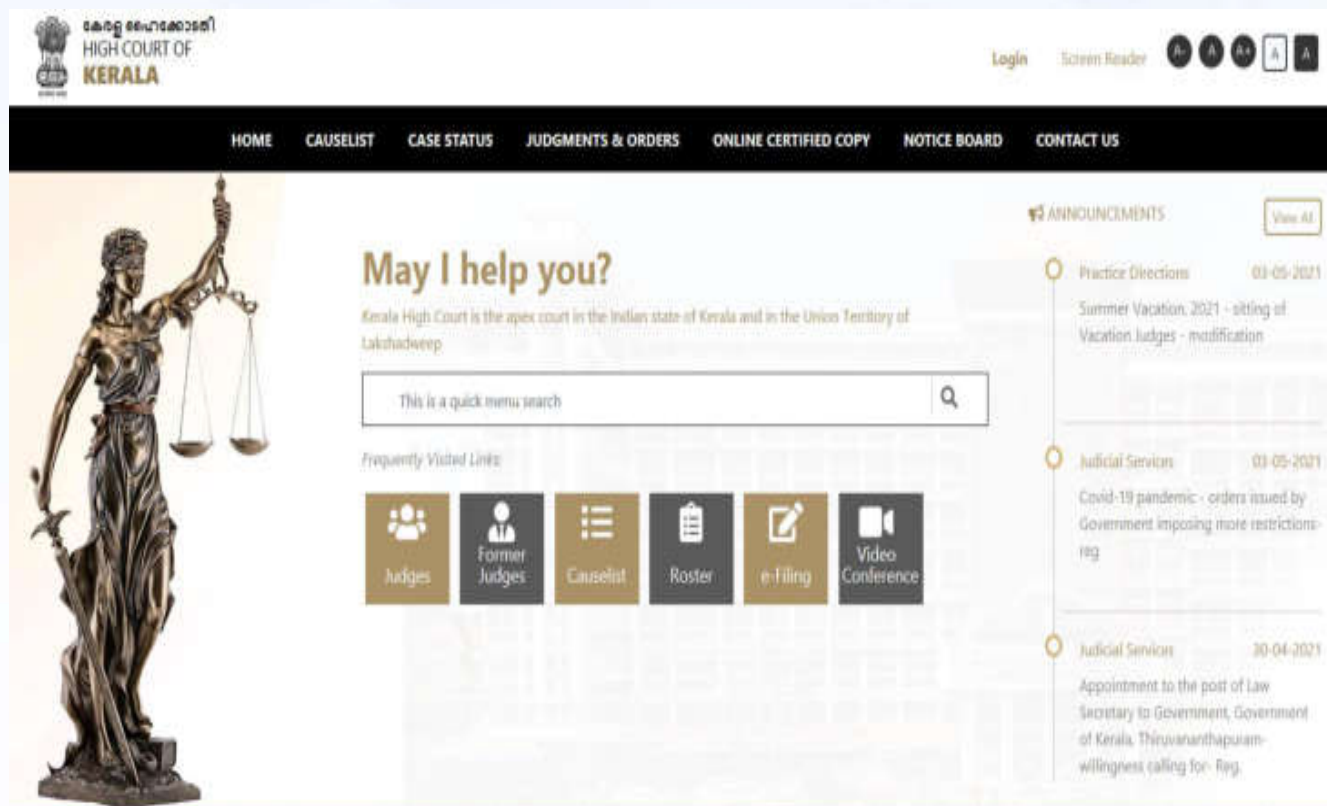 കേരള ഹൈക്കോടതി
HIGH COURT OF
KERALA
Login Screen Reader A- A A+ A A
HOME CAUSELIST CASE STATUS JUDGMENTS & ORDERS ONLINE CERTIFIED COPY NOTICE BOARD CONTACT US
May I help you?
Kerala High Court is the apex court in the Indian state of Kerala and in the Union Territory of
Lakshadweep
This is a quick menu search
Frequently Visited Links
Judges
Former
Judges
Causelist
Roster
e-Filing
Video
Conference
ANNOUNCEMENTS View All
Practice Directions 03-05-2021
Summer Vacation, 2021 - sitting of
Vacation Judges - modification
Judicial Services 03-05-2021
Covid-19 pandemic - orders issued by
Government imposing more restrictions-
reg
Judicial Services 30-04-2021
Appointment to the post of Law
Secretary to Government, Government
of Kerala, Thiruvananthapuram-
willingness calling for- Reg.